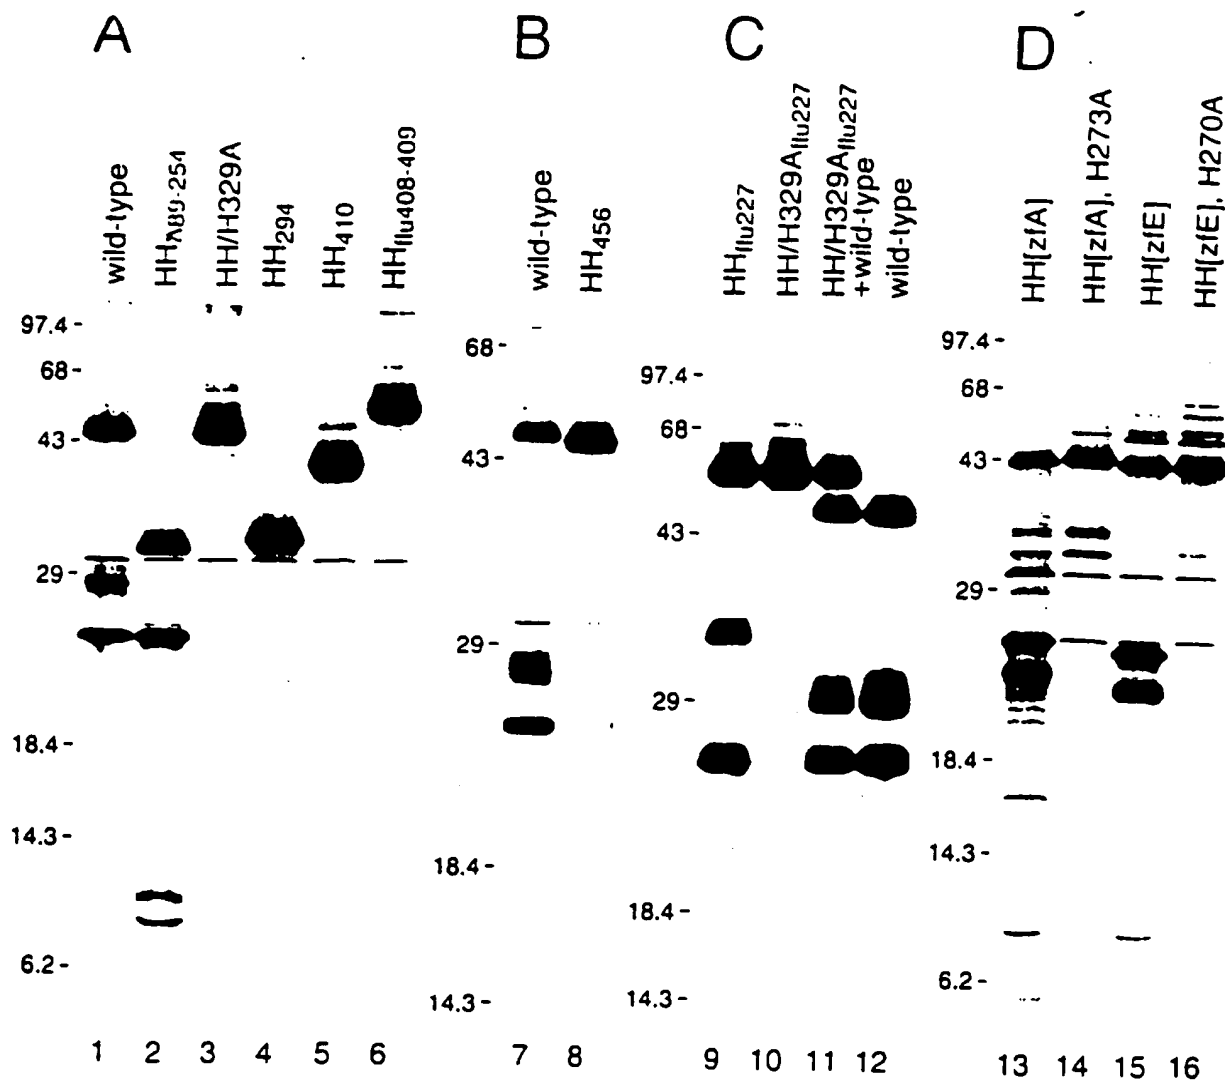 A
B
C
D
wild-type
HHΔ89-254
HH/H329A
HH294
HH410
HHflu408-409
wild-type
HH456
HHflu227
HH/H329Aflu227
HH/H329Aflu227
+wild-type
wild-type
HH[zfA]
HH[zfA], H273A
HH[zfE]
HH[zfE], H270A
97.4 -
68 -
43 -
29 -
18.4 -
14.3 -
6.2 -
68 -
43 -
29 -
18.4 -
14.3 -
97.4 -
68 -
43 -
29 -
18.4 -
14.3 -
97.4 -
68 -
43 -
29 -
18.4 -
14.3 -
6.2 -
1 2 3 4 5 6
7 8
9 10 11 12
13 14 15 16